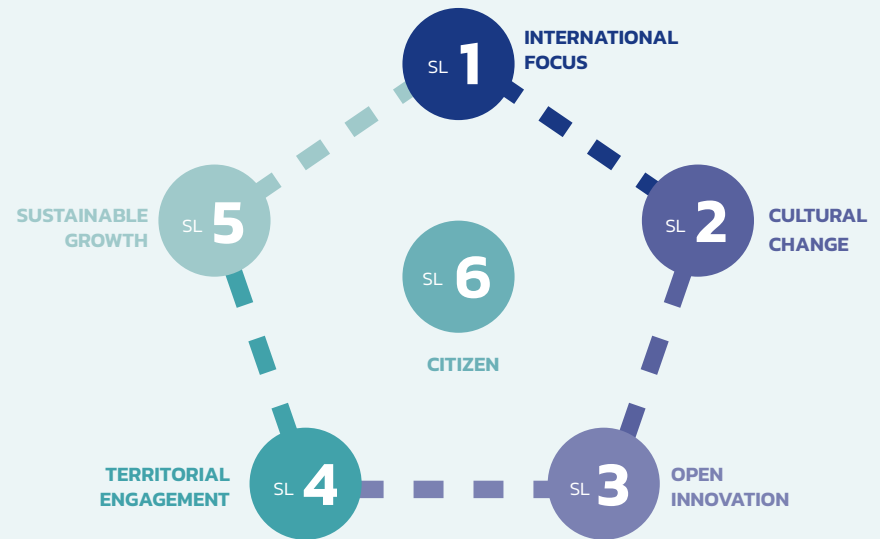 SL 1
INTERNATIONAL
FOCUS
SL 2
CULTURAL
CHANGE
SL 3
OPEN
INNOVATION
SL 4
TERRITORIAL
ENGAGEMENT
SL 5
SUSTAINABLE
GROWTH
SL 6
CITIZEN